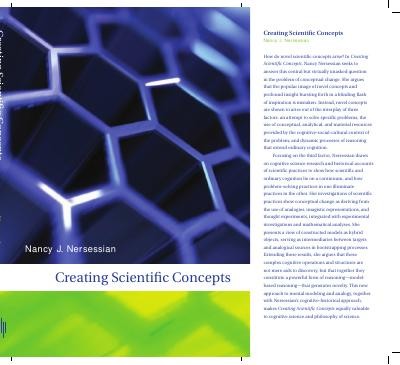 Creating Scientific Concepts
Nancy J. Nersessian
Creating Scientific Concepts
Creating Scientific Concepts
Nancy J. Nersessian
How do novel scientific concepts arise? In Creating
Scientific Concepts, Nancy Nersessian seeks to
answer this central but virtually unasked question
in the problem of conceptual change. She argues
that the popular image of novel concepts and
profound insight bursting forth in a blinding flash
of inspiration is mistaken. Instead, novel concepts
are shown to arise out of the interplay of three
factors: an attempt to solve specific problems; the
use of conceptual, analytical, and material resources
provided by the cognitive-social-cultural context of
the problem; and dynamic processes of reasoning
that extend ordinary cognition.
Focusing on the third factor, Nersessian draws
on cognitive science research and historical accounts
of scientific practices to show how scientific and
ordinary cognition lie on a continuum, and how
problem-solving practices in one illuminate
practices in the other. Her investigations of scientific
practices show conceptual change as deriving from
the use of analogies, imagistic representations, and
thought experiments, integrated with experimental
investigations and mathematical analyses. She
presents a view of constructed models as hybrid
objects, serving as intermediaries between targets
and analogical sources in bootstrapping processes.
Extending these results, she argues that these
complex cognitive operations and structures are
not mere aids to discovery, but that together they
constitute a powerful form of reasoning—model-
based reasoning—that generates novelty. This new
approach to mental modeling and analogy, together
with Nersessian's cognitive-historical approach,
makes Creating Scientific Concepts equally valuable
to cognitive science and philosophy of science.